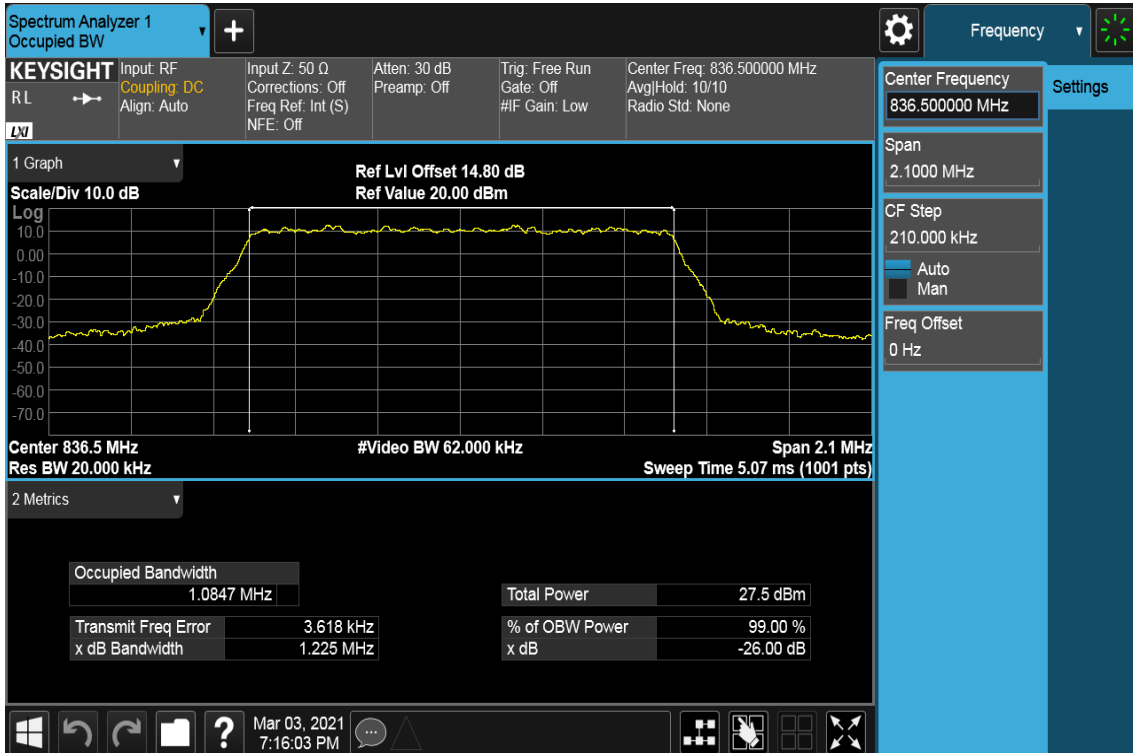 Spectrum Analyzer 1
Occupied BW
+
Frequency
KEYSIGHT
R L
LXI
Input: RF
Coupling: DC
Align: Auto
Input Z: 50 Ω
Corrections: Off
Freq Ref: Int (S)
NFE: Off
Atten: 30 dB
Preamp: Off
Trig: Free Run
Gate: Off
#IF Gain: Low
Center Freq: 836.500000 MHz
Avg|Hold: 10/10
Radio Std: None
Center Frequency
836.500000 MHz
Settings
Span
2.1000 MHz
CF Step
210.000 kHz
Auto
Man
Freq Offset
0 Hz
1 Graph
Scale/Div 10.0 dB
Ref Lvl Offset 14.80 dB
Ref Value 20.00 dBm
Log
10.0
0.00
-10.0
-20.0
-30.0
-40.0
-50.0
-60.0
-70.0
Center 836.5 MHz
#Video BW 62.000 kHz
Span 2.1 MHz
Res BW 20.000 kHz
Sweep Time 5.07 ms (1001 pts)
2 Metrics
Occupied Bandwidth
1.0847 MHz
Total Power 27.5 dBm
Transmit Freq Error 3.618 kHz
% of OBW Power 99.00 %
x dB Bandwidth 1.225 MHz
x dB -26.00 dB
?
Mar 03, 2021
7:16:03 PM